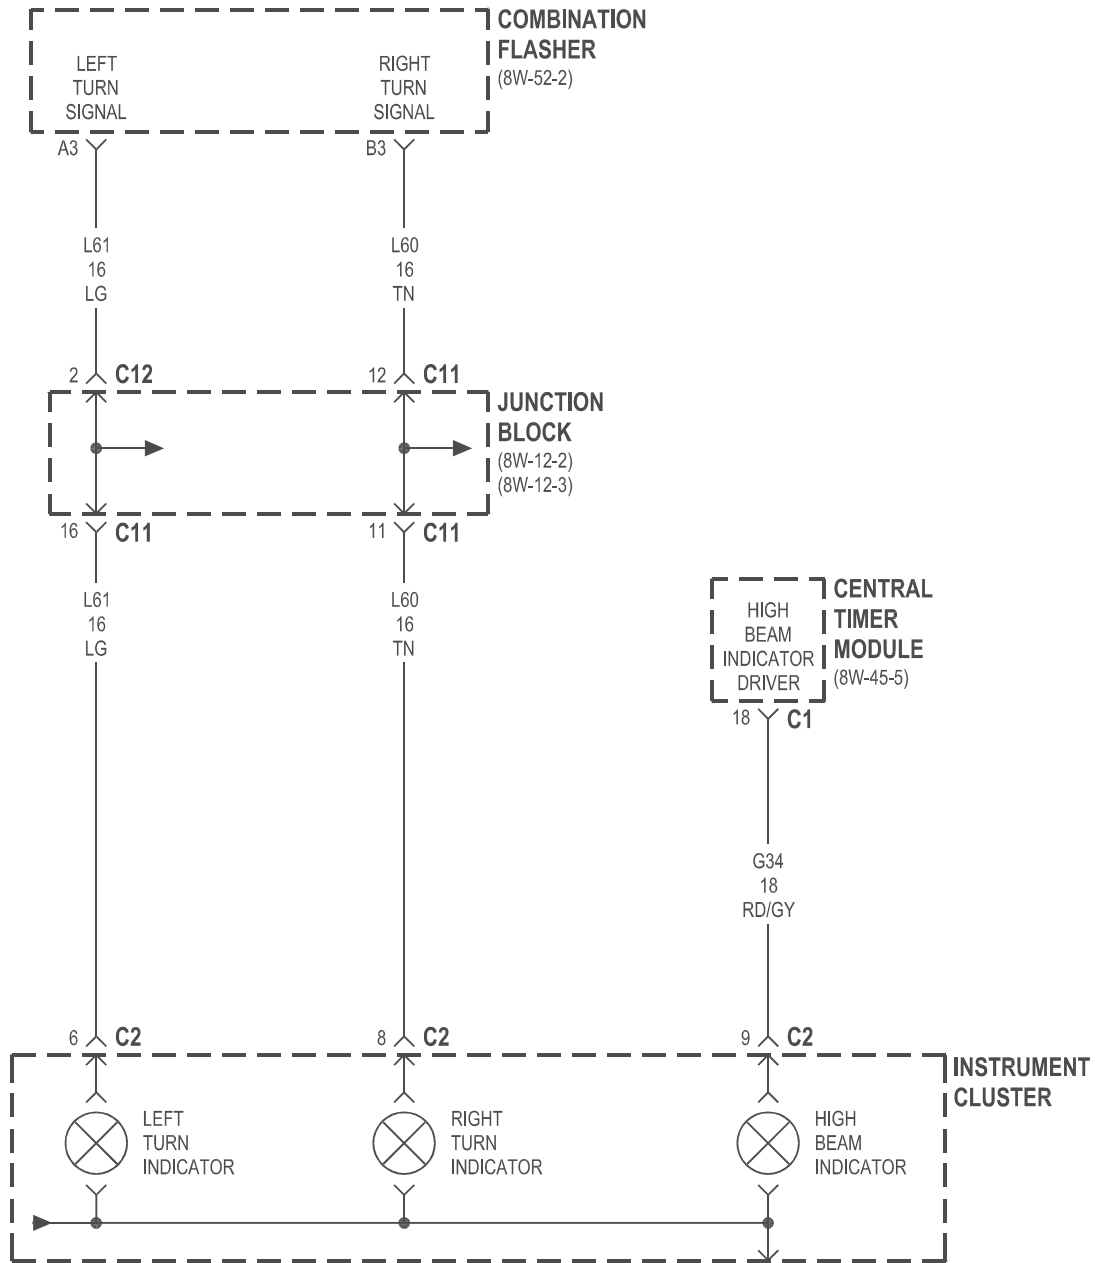 COMBINATION
FLASHER
(8W-52-2)
LEFT
TURN
SIGNAL
RIGHT
TURN
SIGNAL
A3
B3
L61
16
LG
L60
16
TN
2 C12
12 C11
JUNCTION
BLOCK
(8W-12-2)
(8W-12-3)
16 C11
11 C11
L61
16
LG
L60
16
TN
CENTRAL
TIMER
MODULE
(8W-45-5)
HIGH
BEAM
INDICATOR
DRIVER
18 C1
G34
18
RD/GY
6 C2
8 C2
9 C2
INSTRUMENT
CLUSTER
LEFT
TURN
INDICATOR
RIGHT
TURN
INDICATOR
HIGH
BEAM
INDICATOR